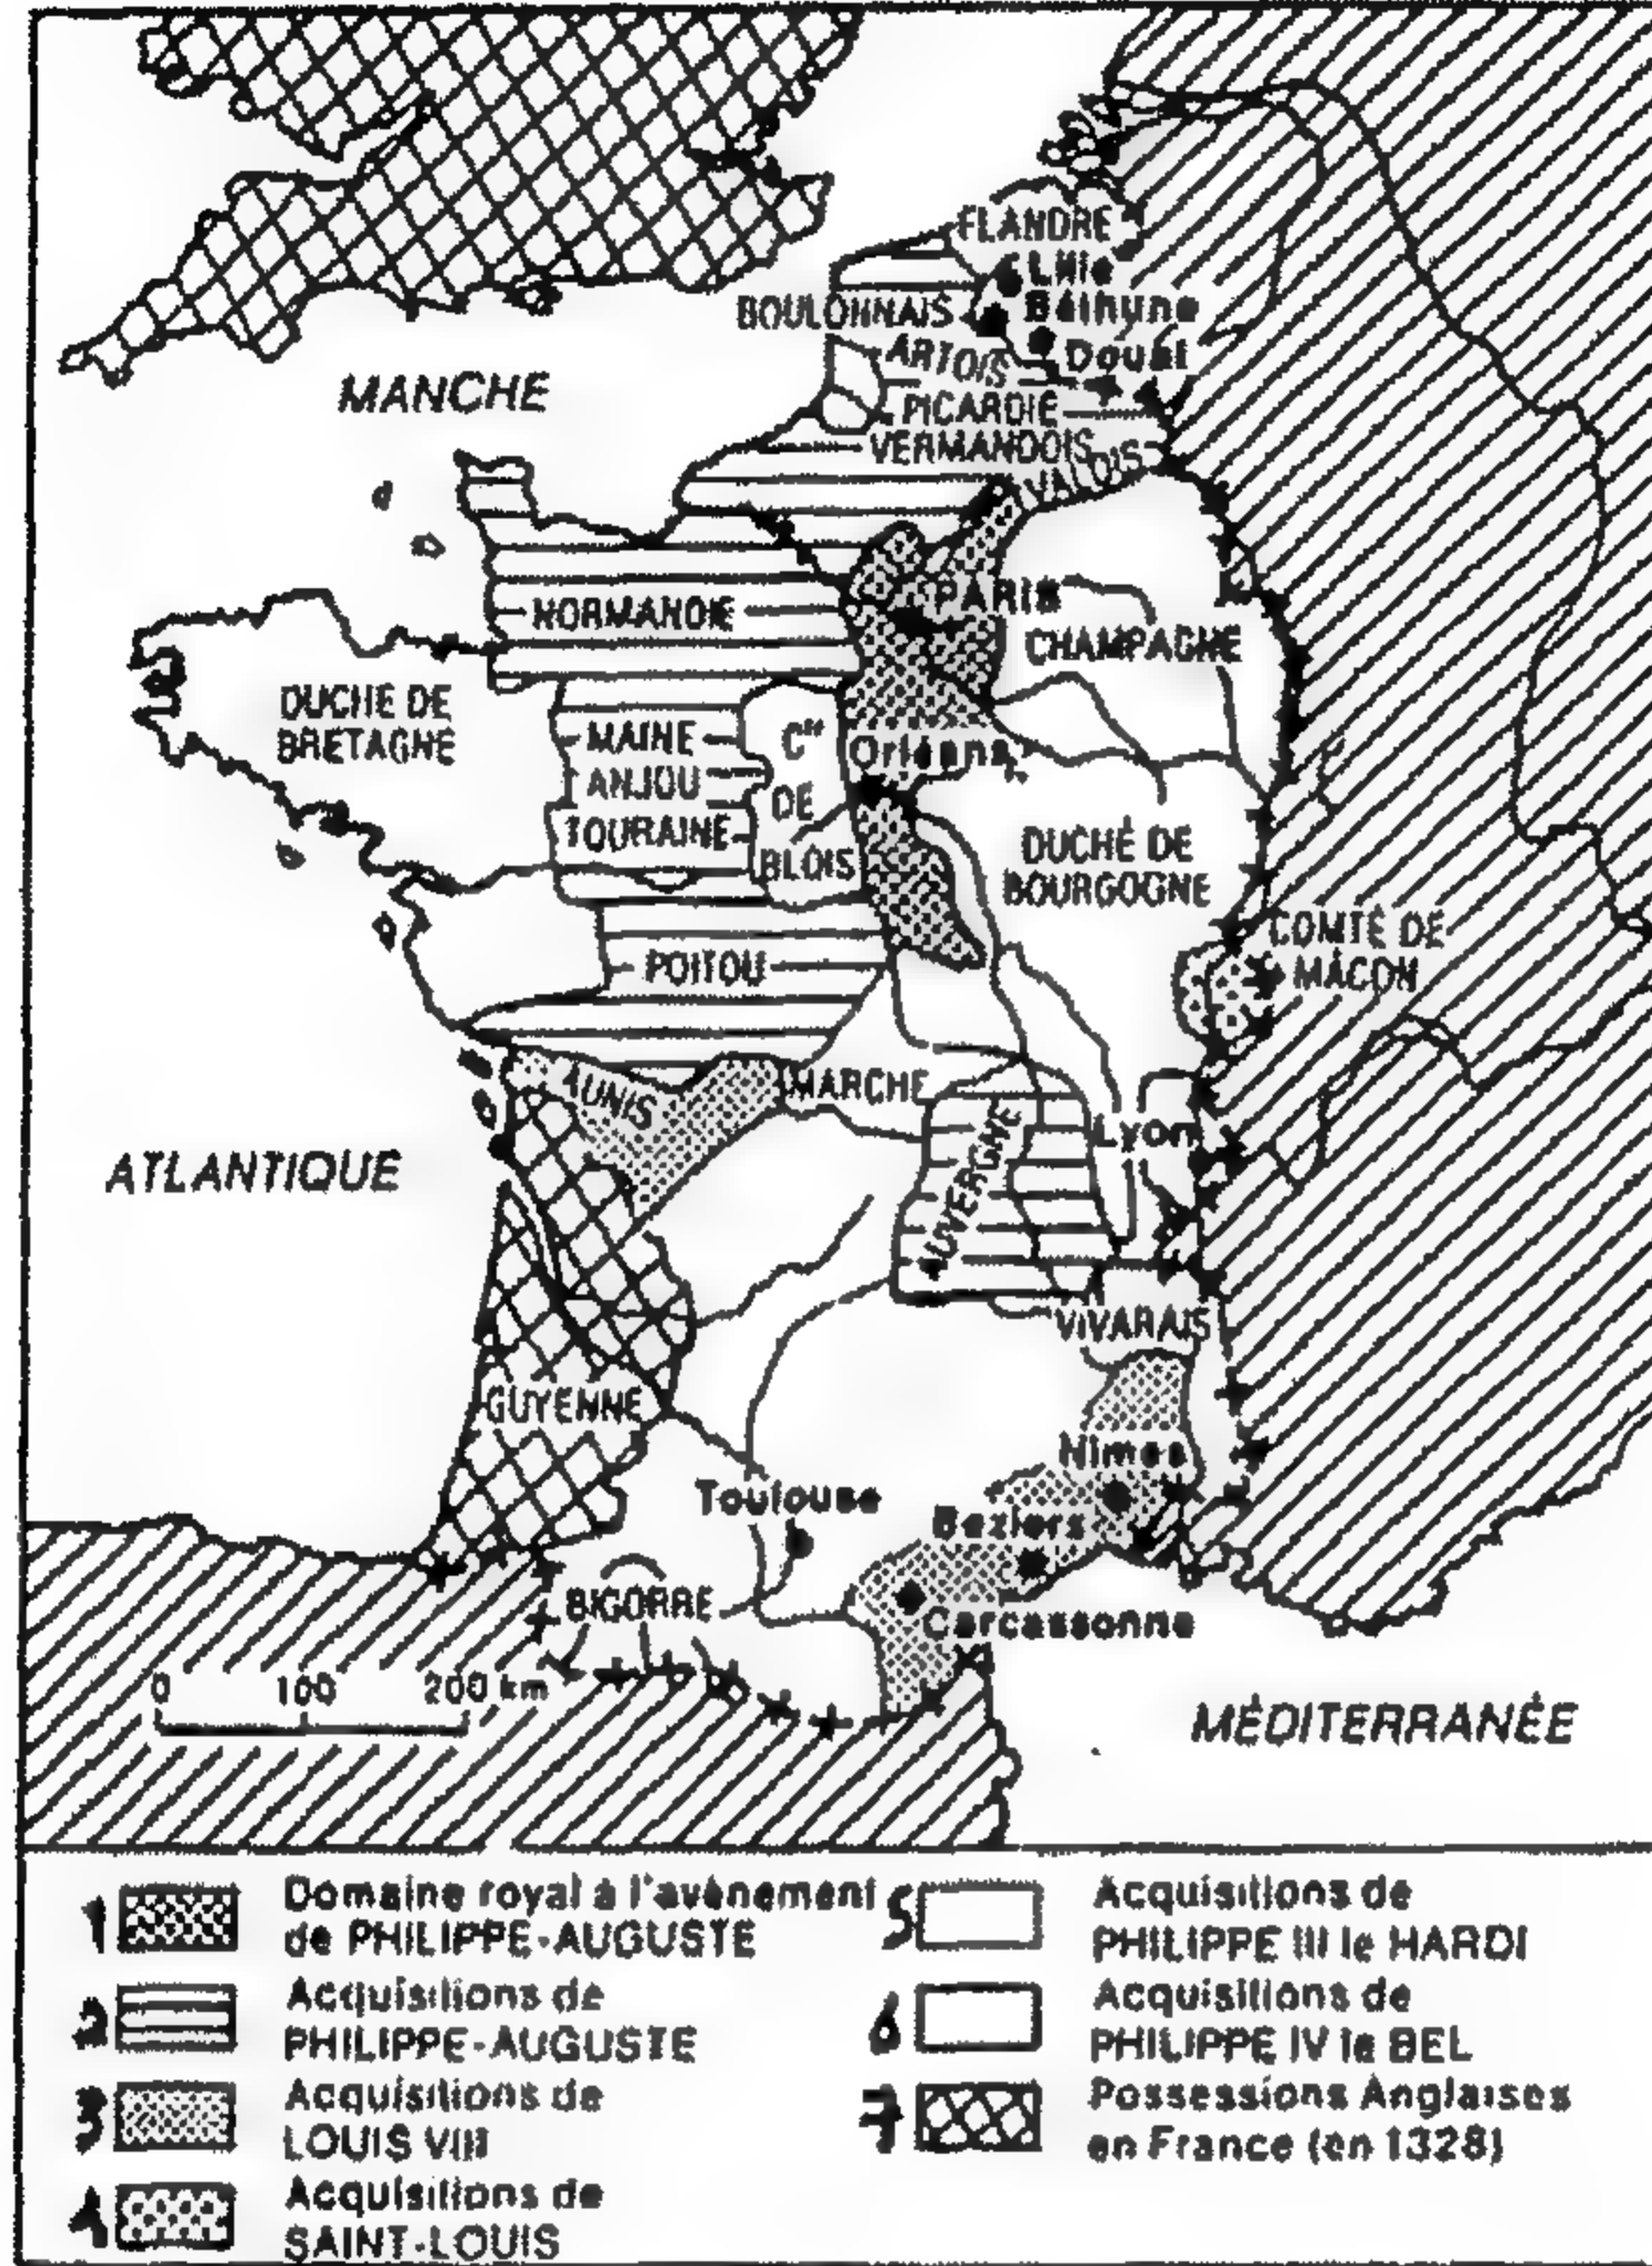 FLANDRE
Lille
BOULONNAIS
Béthune
ARTOIS
Douai
MANCHE
PICARDIE
VERMANDOIS
VALOIS
PARIS
NORMANDIE
CHAMPAGNE
DUCHE DE
BRETAGNE
MAINE
ANJOU
TOURAINE
Cté
DE
BLOIS
Orléans
DUCHÉ DE
BOURGOGNE
COMTÉ DE
MÂCON
POITOU
AUNIS
MARCHE
AUVERGNE
Lyon
ATLANTIQUE
VIVARAIS
GUYENNE
Nîmes
Toulouse
Beziers
BIGORRE
Carcassonne
0 100 200 km
MÉDITERRANÉE
1 Domaine royal à l'avènement
de PHILIPPE-AUGUSTE
2 Acquisitions de
PHILIPPE-AUGUSTE
3 Acquisitions de
LOUIS VIII
4 Acquisitions de
SAINT-LOUIS
5 Acquisitions de
PHILIPPE III le HARDI
6 Acquisitions de
PHILIPPE IV le BEL
7 Possessions Anglaises
en France (en 1328)